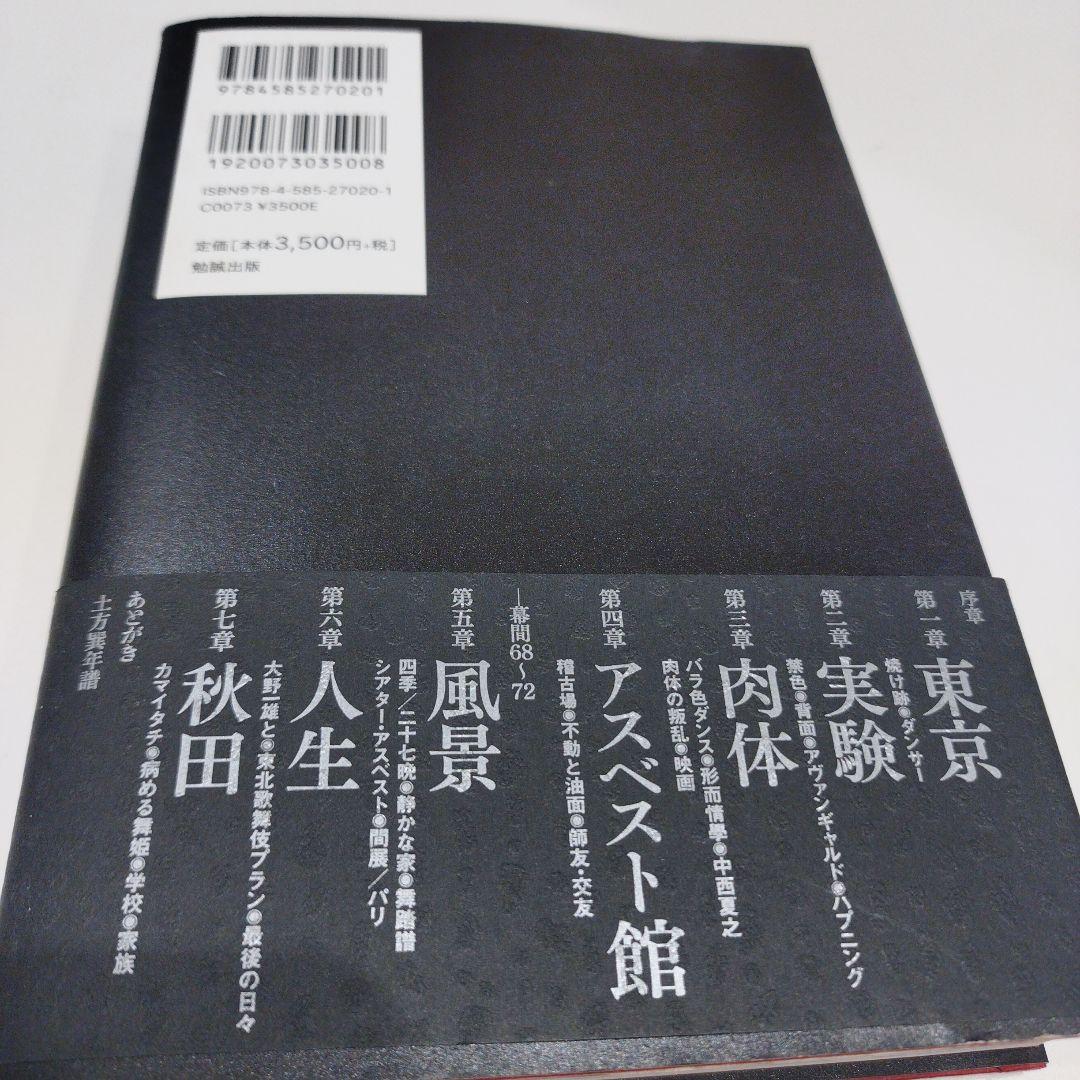 9784585270201
1920073035008
ISBN978-4-585-27020-1
C0073 ¥3500E
定価[本体3,500円+税]
勉誠出版
序章
第一章
東京
焼け跡◉ダンサー
第二章
実験
禁色◉背面◉アヴァンギャルド◉ハプニング
第三章
肉体
バラ色ダンス◉形而情學◉中西夏之
肉体の叛乱◉映画
第四章
アスベスト館
稽古場◉不動と油面◉師友・交友
—幕間68〜72
第五章
風景
四季/二十七晩◉静かな家◉舞踏譜
シアター・アスベスト◉間展/パリ
第六章
人生
大野一雄と◉東北歌舞伎プラン◉最後の日々
第七章
秋田
カマイタチ◉病める舞姫◉学校◉家族
あとがき
土方巽年譜